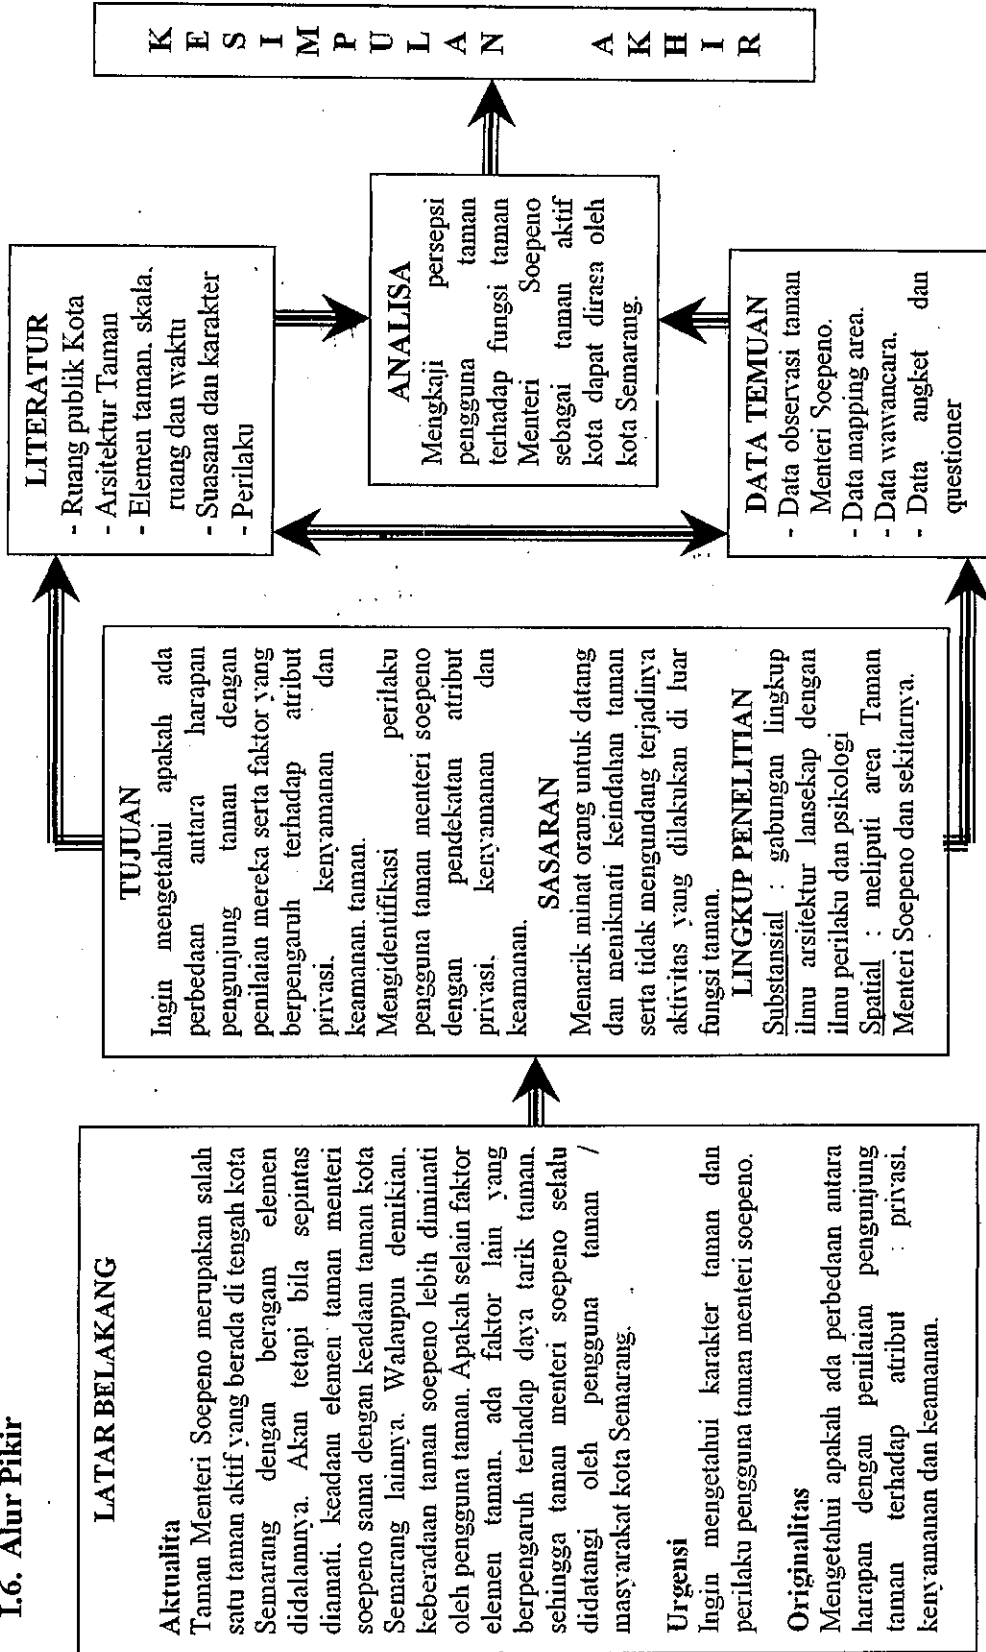 I.6. Alur Pikir
LATAR BELAKANG
Aktualita
Taman Menteri Soepeno merupakan salah
satu taman aktif yang berada di tengah kota
Semarang dengan beragam elemen
didalamnya. Akan tetapi bila sepintas
diamati. keadaan elemen taman menteri
soepeno sama dengan keadaan taman kota
Semarang lainnya. Walaupun demikian.
keberadaan taman soepeno lebih diminati
oleh pengguna taman. Apakah selain faktor
elemen taman. ada faktor lain yang
berpengaruh terhadap daya tarik taman.
sehingga taman menteri soepeno selalu
didatangi oleh pengguna taman /
masyarakat kota Semarang.
Urgensi
Ingin mengetahui karakter taman dan
perilaku pengguna taman menteri soepeno.
Originalitas
Mengetahui apakah ada perbedaan antara
harapan dengan penilaian pengunjung
taman terhadap atribut : privasi.
kenyamanan dan keamanan.
TUJUAN
Ingin mengetahui apakah ada
perbedaan autara harapan
pengunjung taman dengan
penilaian mereka serta faktor yang
berpengaruh terhadap atribut
privasi. kenyamanan dan
keamanan. taman.
Mengidentifikasi perilaku
pengguna taman menteri soepeno
dengan pendekatan atribut
privasi. kenyamanan dan
keamanan.
SASARAN
Menarik minat orang untuk datang
dan menikmati keindahan taman
serta tidak mengundang terjadinya
aktivitas yang dilakukan di luar
fungsi taman.
LINGKUP PENELITIAN
Substansial : gabungan lingkup
ilmu arsitektur lansekap dengan
ilmu perilaku dan psikologi
Spatial : meliputi area Taman
Menteri Soepeno dan sekitarnya.
LITERATUR
- Ruang publik Kota
- Arsitektur Taman
- Elemen taman. skala.
ruang dan waktu
- Suasana dan karakter
- Perilaku
ANALISA
Mengkaji persepsi
pengguna taman
terhadap fungsi taman
Menteri Soepeno
sebagai taman aktif
kota dapat dirasa oleh
kota Semarang.
DATA TEMUAN
- Data observasi taman
Menteri Soepeno.
- Data mapping area.
- Data wawancara.
- Data angket dan
questioner
KESIMPULAN AKHIR